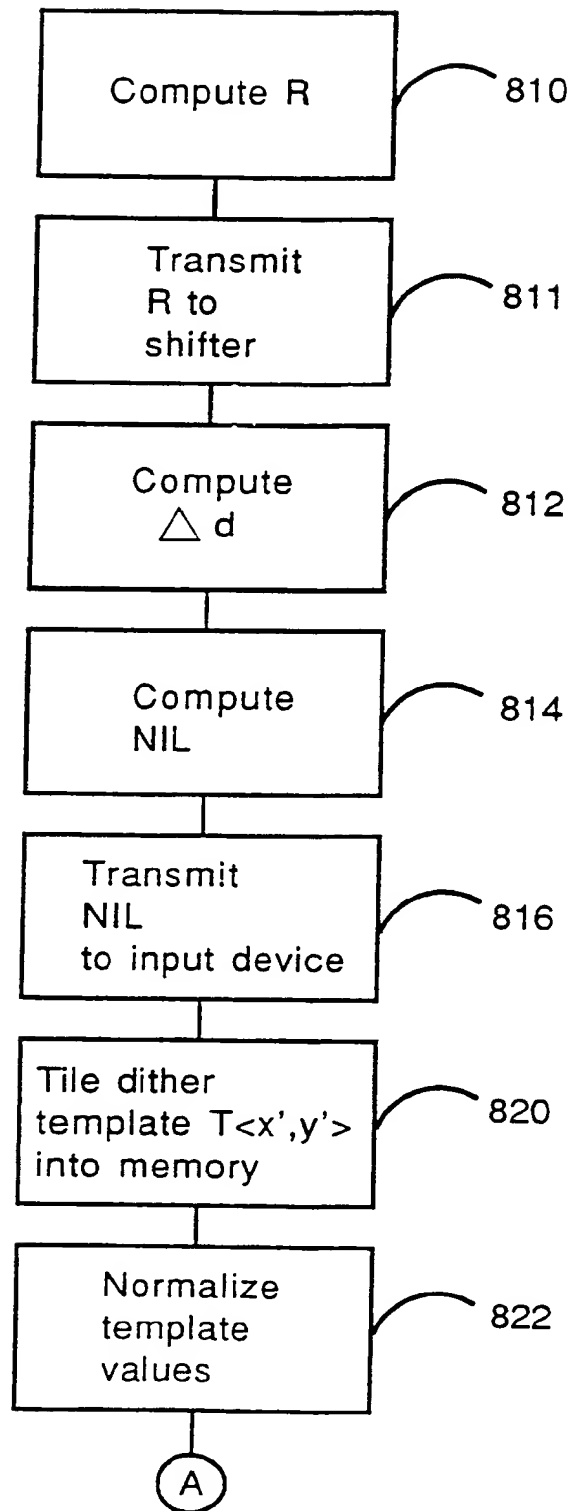 Compute R
810
Transmit
R to
shifter
811
Compute
△ d
812
Compute
NIL
814
Transmit
NIL
to input device
816
Tile dither
template T<x’,y’>
into memory
820
Normalize
template
values
822
A